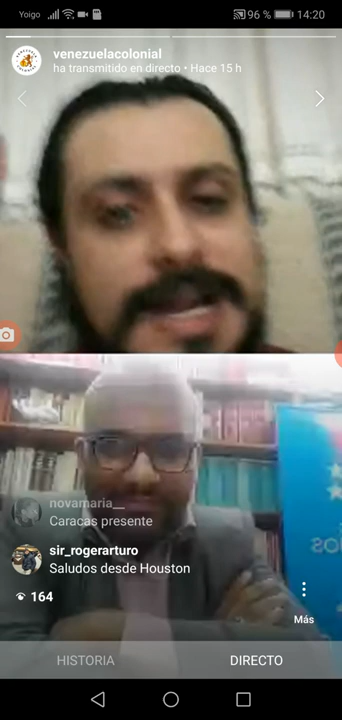 Yoigo 96 % 14:20
venezuelacolonial
ha transmitido en directo • Hace 15 h
novamaria__
Caracas presente
sir_rogerarturo
Saludos desde Houston
164
Más
HISTORIA DIRECTO